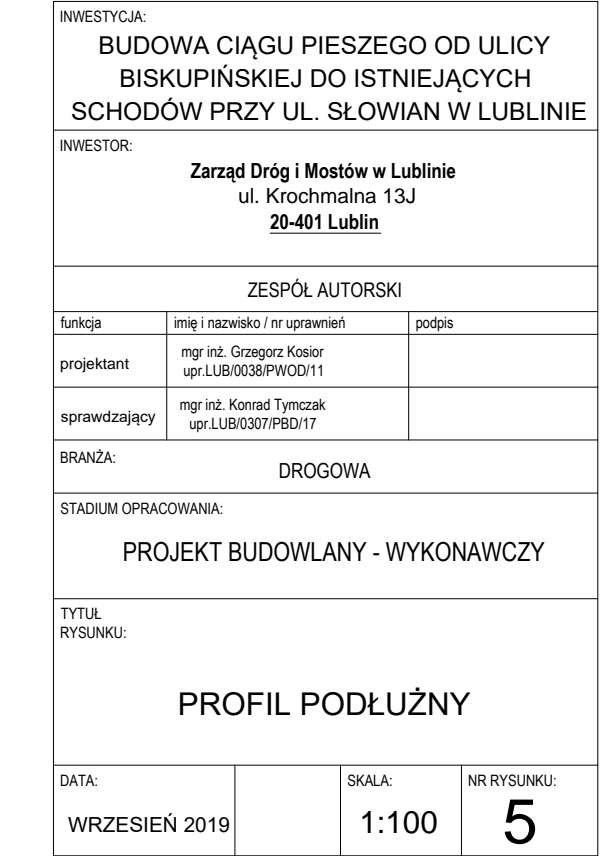 INWESTYCJA:
BUDOWA CIĄGU PIESZEGO OD ULICY
BISKUPIŃSKIEJ DO ISTNIEJĄCYCH
SCHODÓW PRZY UL. SŁOWIAN W LUBLINIE
INWESTOR:
Zarząd Dróg i Mostów w Lublinie
ul. Krochmalna 13J
20-401 Lublin
ZESPÓŁ AUTORSKI
funkcja imię i nazwisko / nr uprawnień podpis
projektant mgr inż. Grzegorz Kosior
upr.LUB/0038/PWOD/11
sprawdzający mgr inż. Konrad Tymczak
upr.LUB/0307/PBD/17
BRANŻA:
DROGOWA
STADIUM OPRACOWANIA:
PROJEKT BUDOWLANY - WYKONAWCZY
TYTUŁ
RYSUNKU:
PROFIL PODŁUŻNY
DATA: SKALA: NR RYSUNKU:
WRZESIEŃ 2019 1:100 5